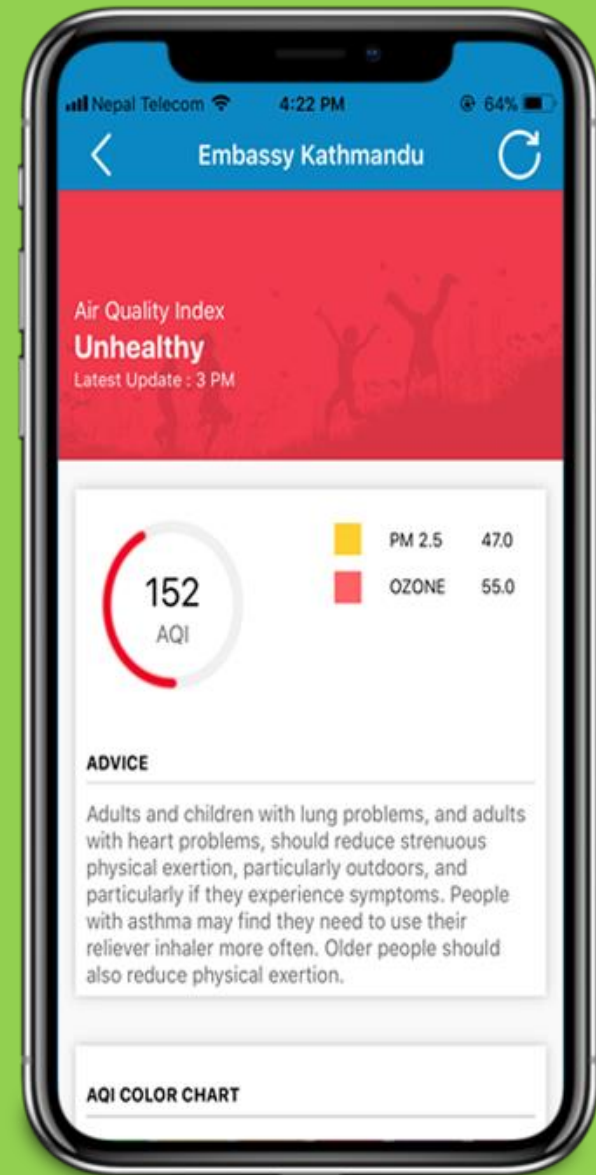 Nepal Telecom 4:22 PM 64%
Embassy Kathmandu
Air Quality Index
Unhealthy
Latest Update : 3 PM
152
AQI
PM 2.5 47.0
OZONE 55.0
ADVICE
Adults and children with lung problems, and adults
with heart problems, should reduce strenuous
physical exertion, particularly outdoors, and
particularly if they experience symptoms. People
with asthma may find they need to use their
reliever inhaler more often. Older people should
also reduce physical exertion.
AQI COLOR CHART